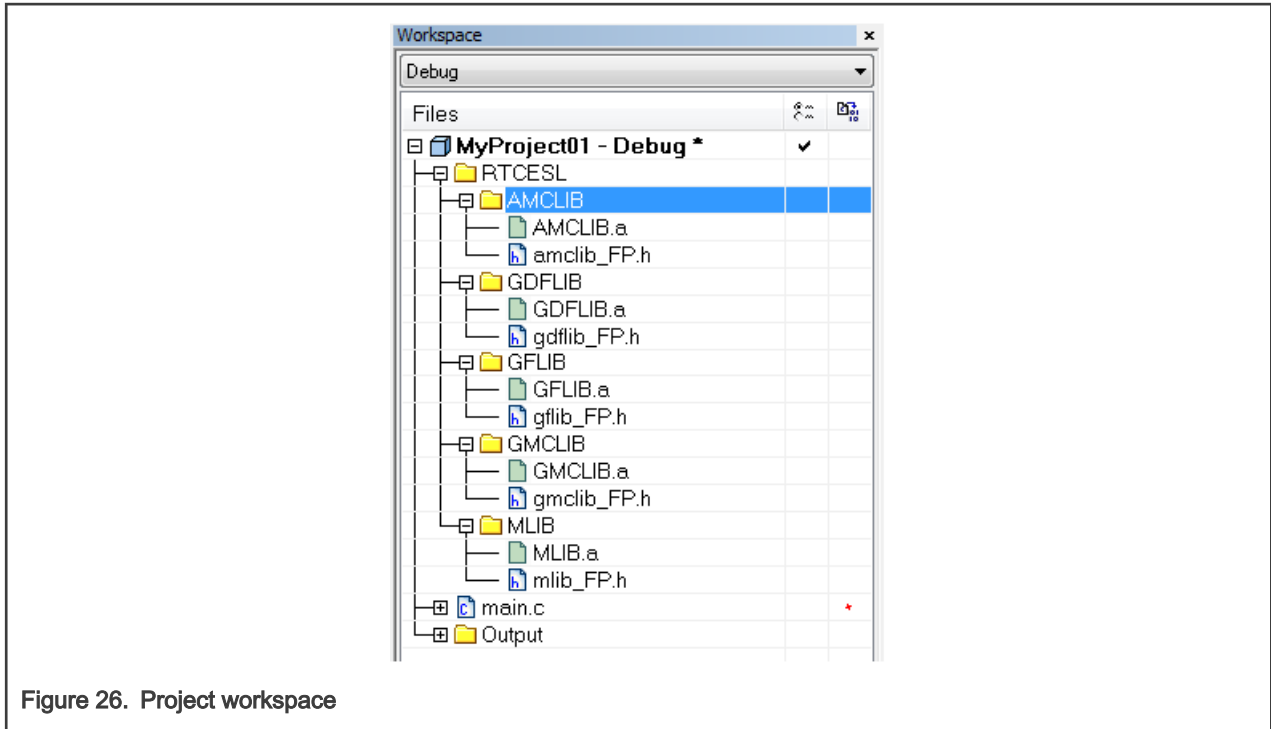 Workspace x
Debug
Files
MyProject01 - Debug *
RTCESL
AMCLIB
AMCLIB.a
amclib_FP.h
GDFLIB
GDFLIB.a
gdflib_FP.h
GFLIB
GFLIB.a
gflib_FP.h
GMCLIB
GMCLIB.a
gmclib_FP.h
MLIB
MLIB.a
mlib_FP.h
main.c
Output
Figure 26. Project workspace